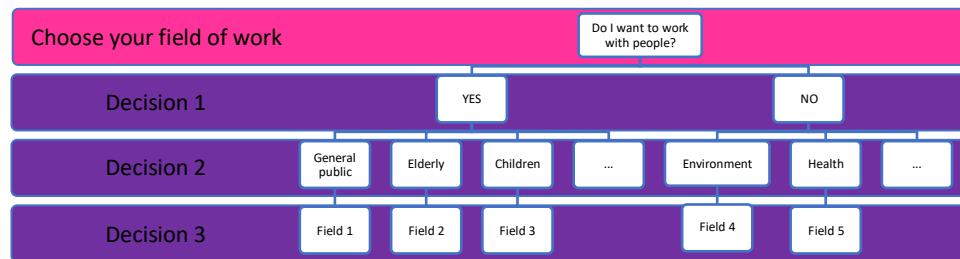 Choose your field of work
Do I want to work
with people?
Decision 1
YES
NO
Decision 2
General
public
Elderly
Children
...
Environment
Health
...
Decision 3
Field 1
Field 2
Field 3
Field 4
Field 5